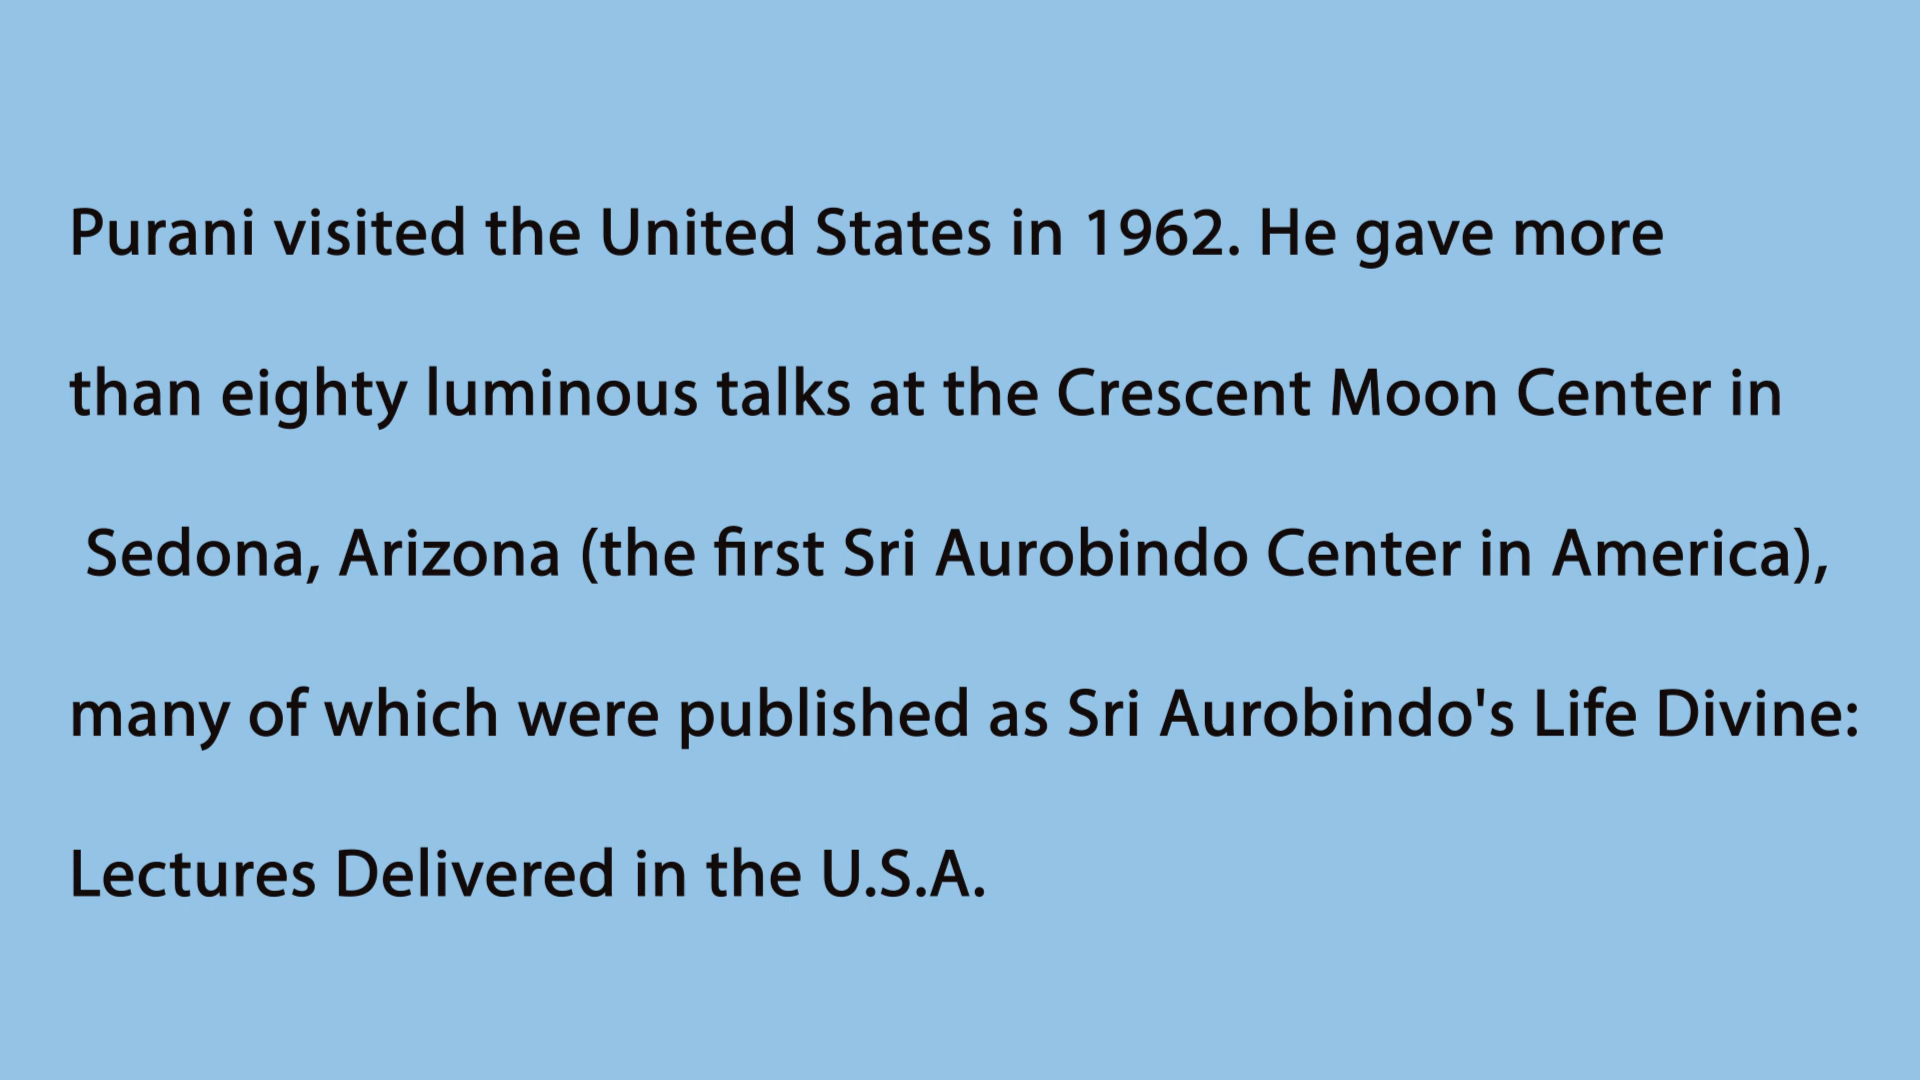 Purani visited the United States in 1962. He gave more
than eighty luminous talks at the Crescent Moon Center in
Sedona, Arizona (the first Sri Aurobindo Center in America),
many of which were published as Sri Aurobindo's Life Divine:
Lectures Delivered in the U.S.A.